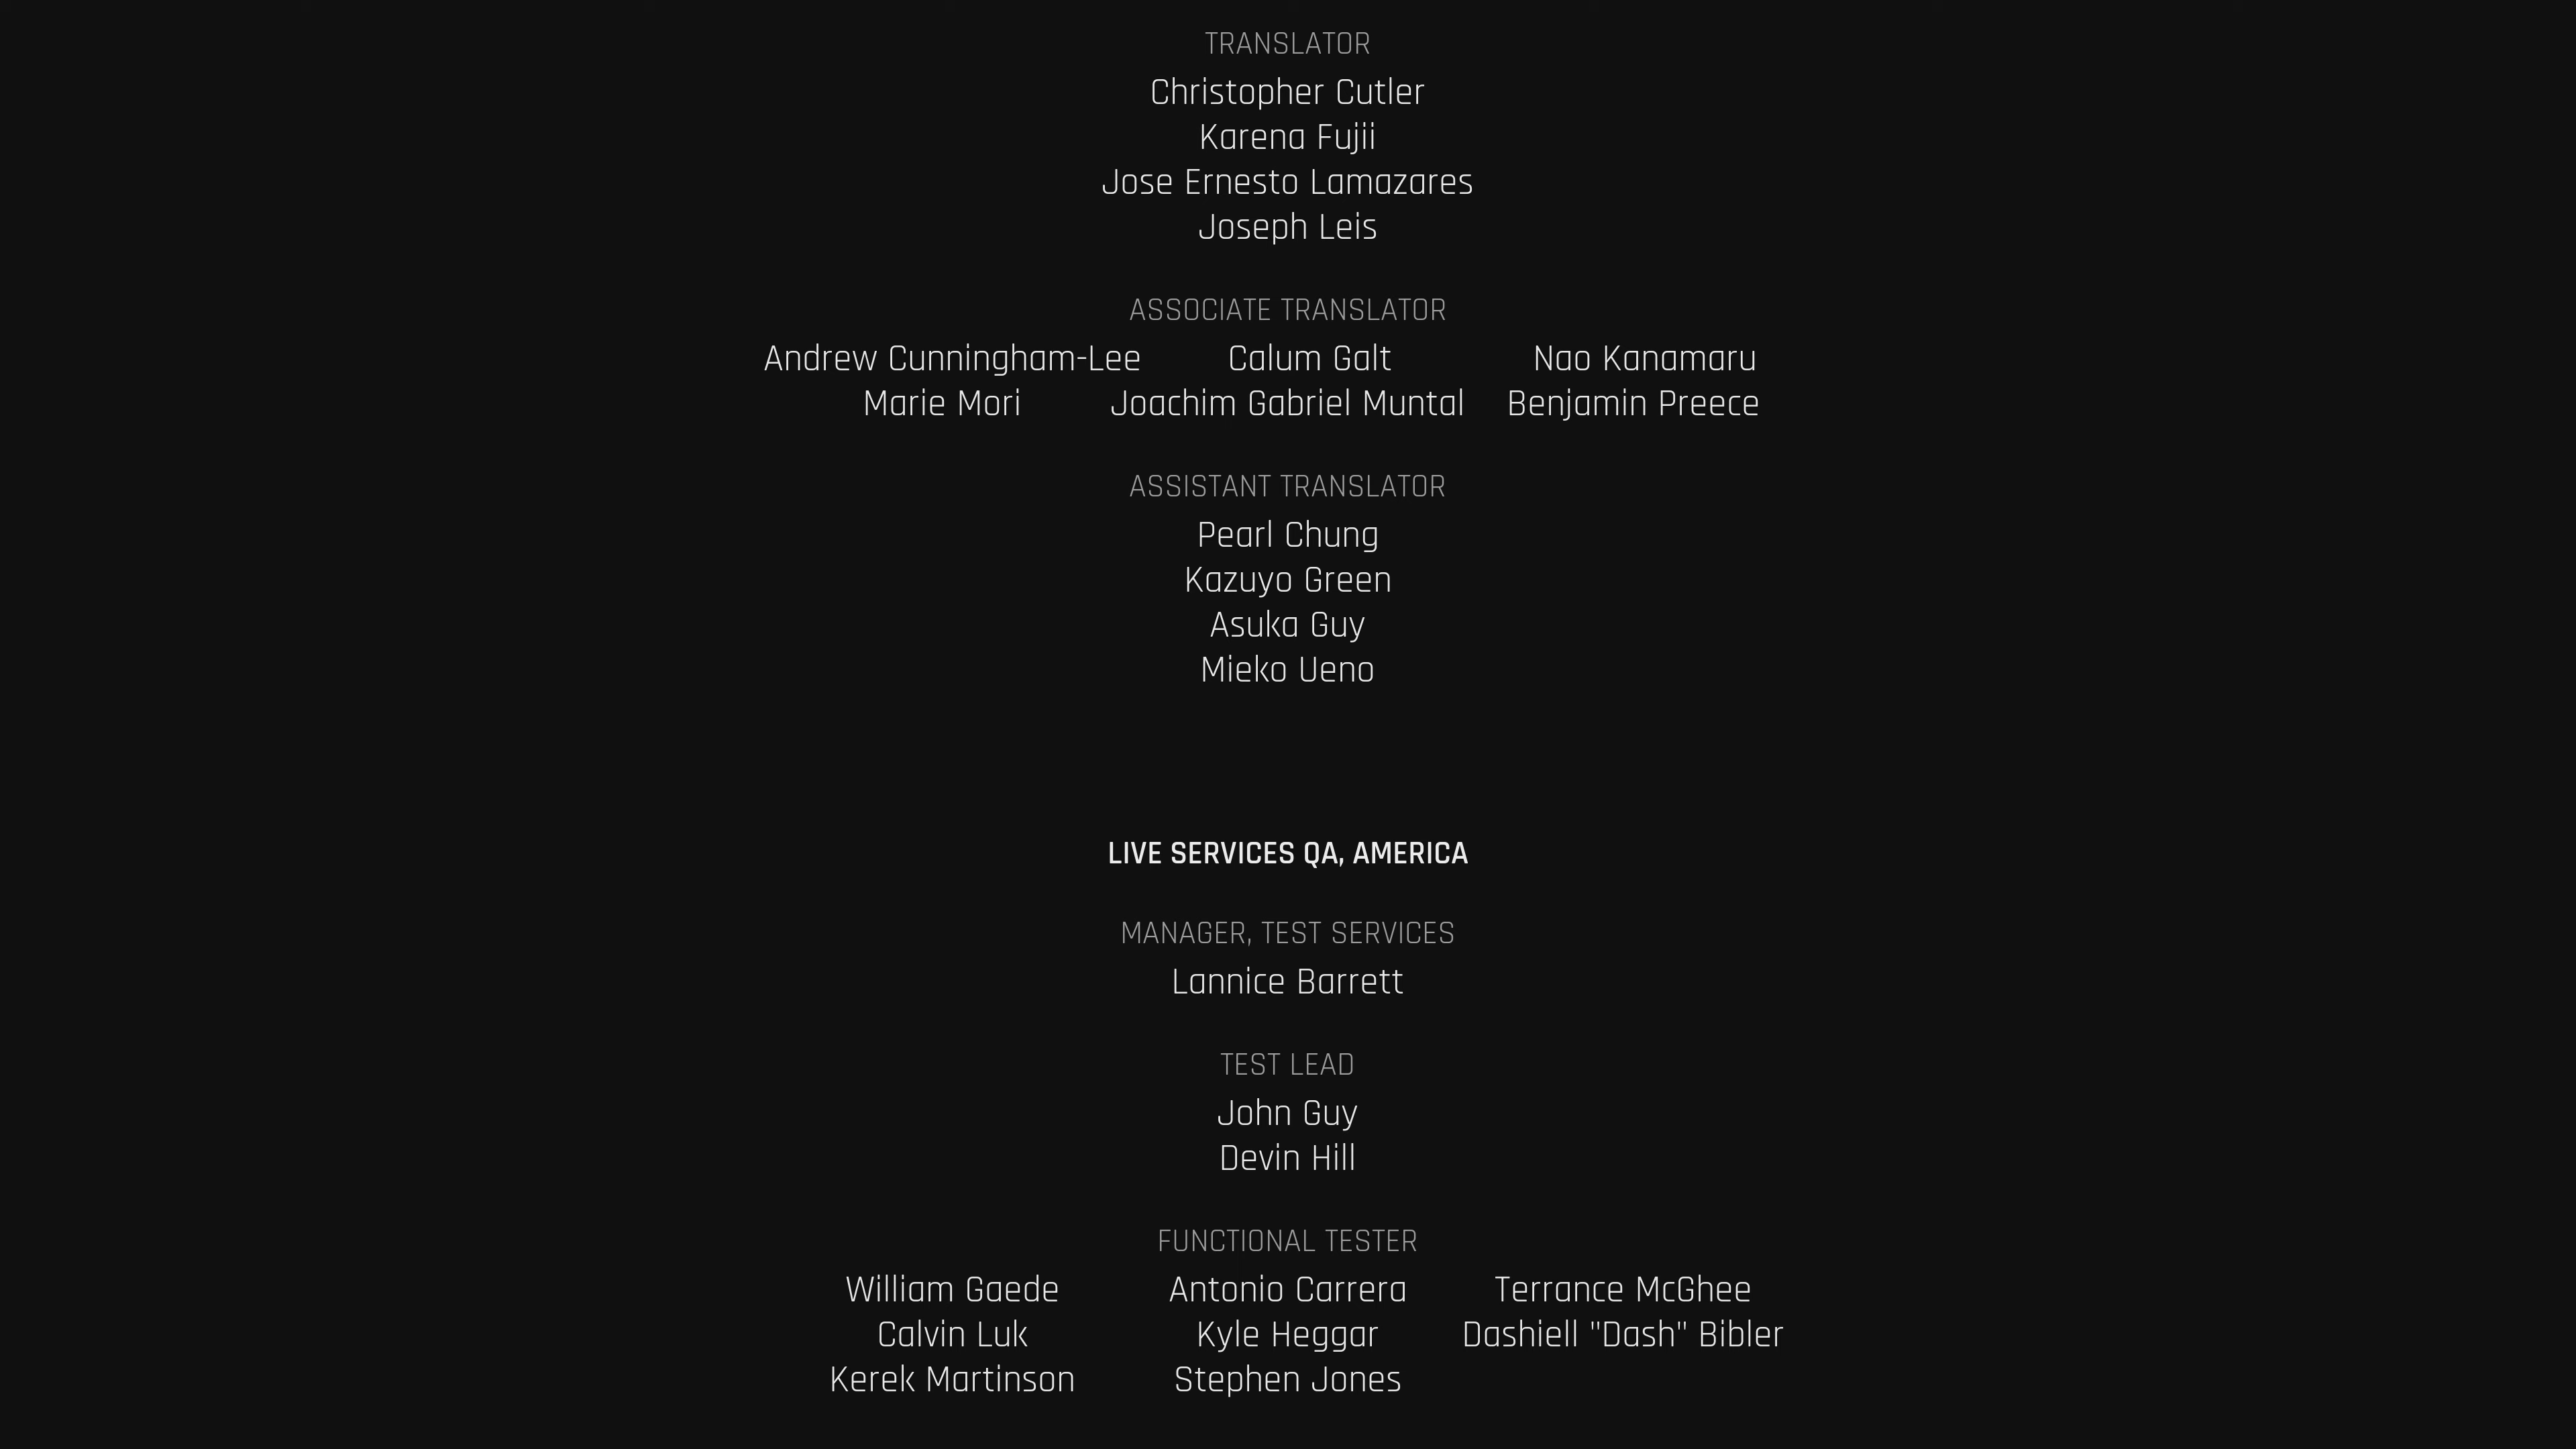 TRANSLATOR
Christopher Cutler
Karena Fujii
Jose Ernesto Lamazares
Joseph Leis
ASSOCIATE TRANSLATOR
Andrew Cunningham-Lee Calum Galt Nao Kanamaru
Marie Mori Joachim Gabriel Muntal Benjamin Preece
ASSISTANT TRANSLATOR
Pearl Chung
Kazuyo Green
Asuka Guy
Mieko Ueno
LIVE SERVICES QA, AMERICA
MANAGER, TEST SERVICES
Lannice Barrett
TEST LEAD
John Guy
Devin Hill
FUNCTIONAL TESTER
William Gaede Antonio Carrera Terrance McGhee
Calvin Luk Kyle Heggar Dashiell "Dash" Bibler
Kerek Martinson Stephen Jones